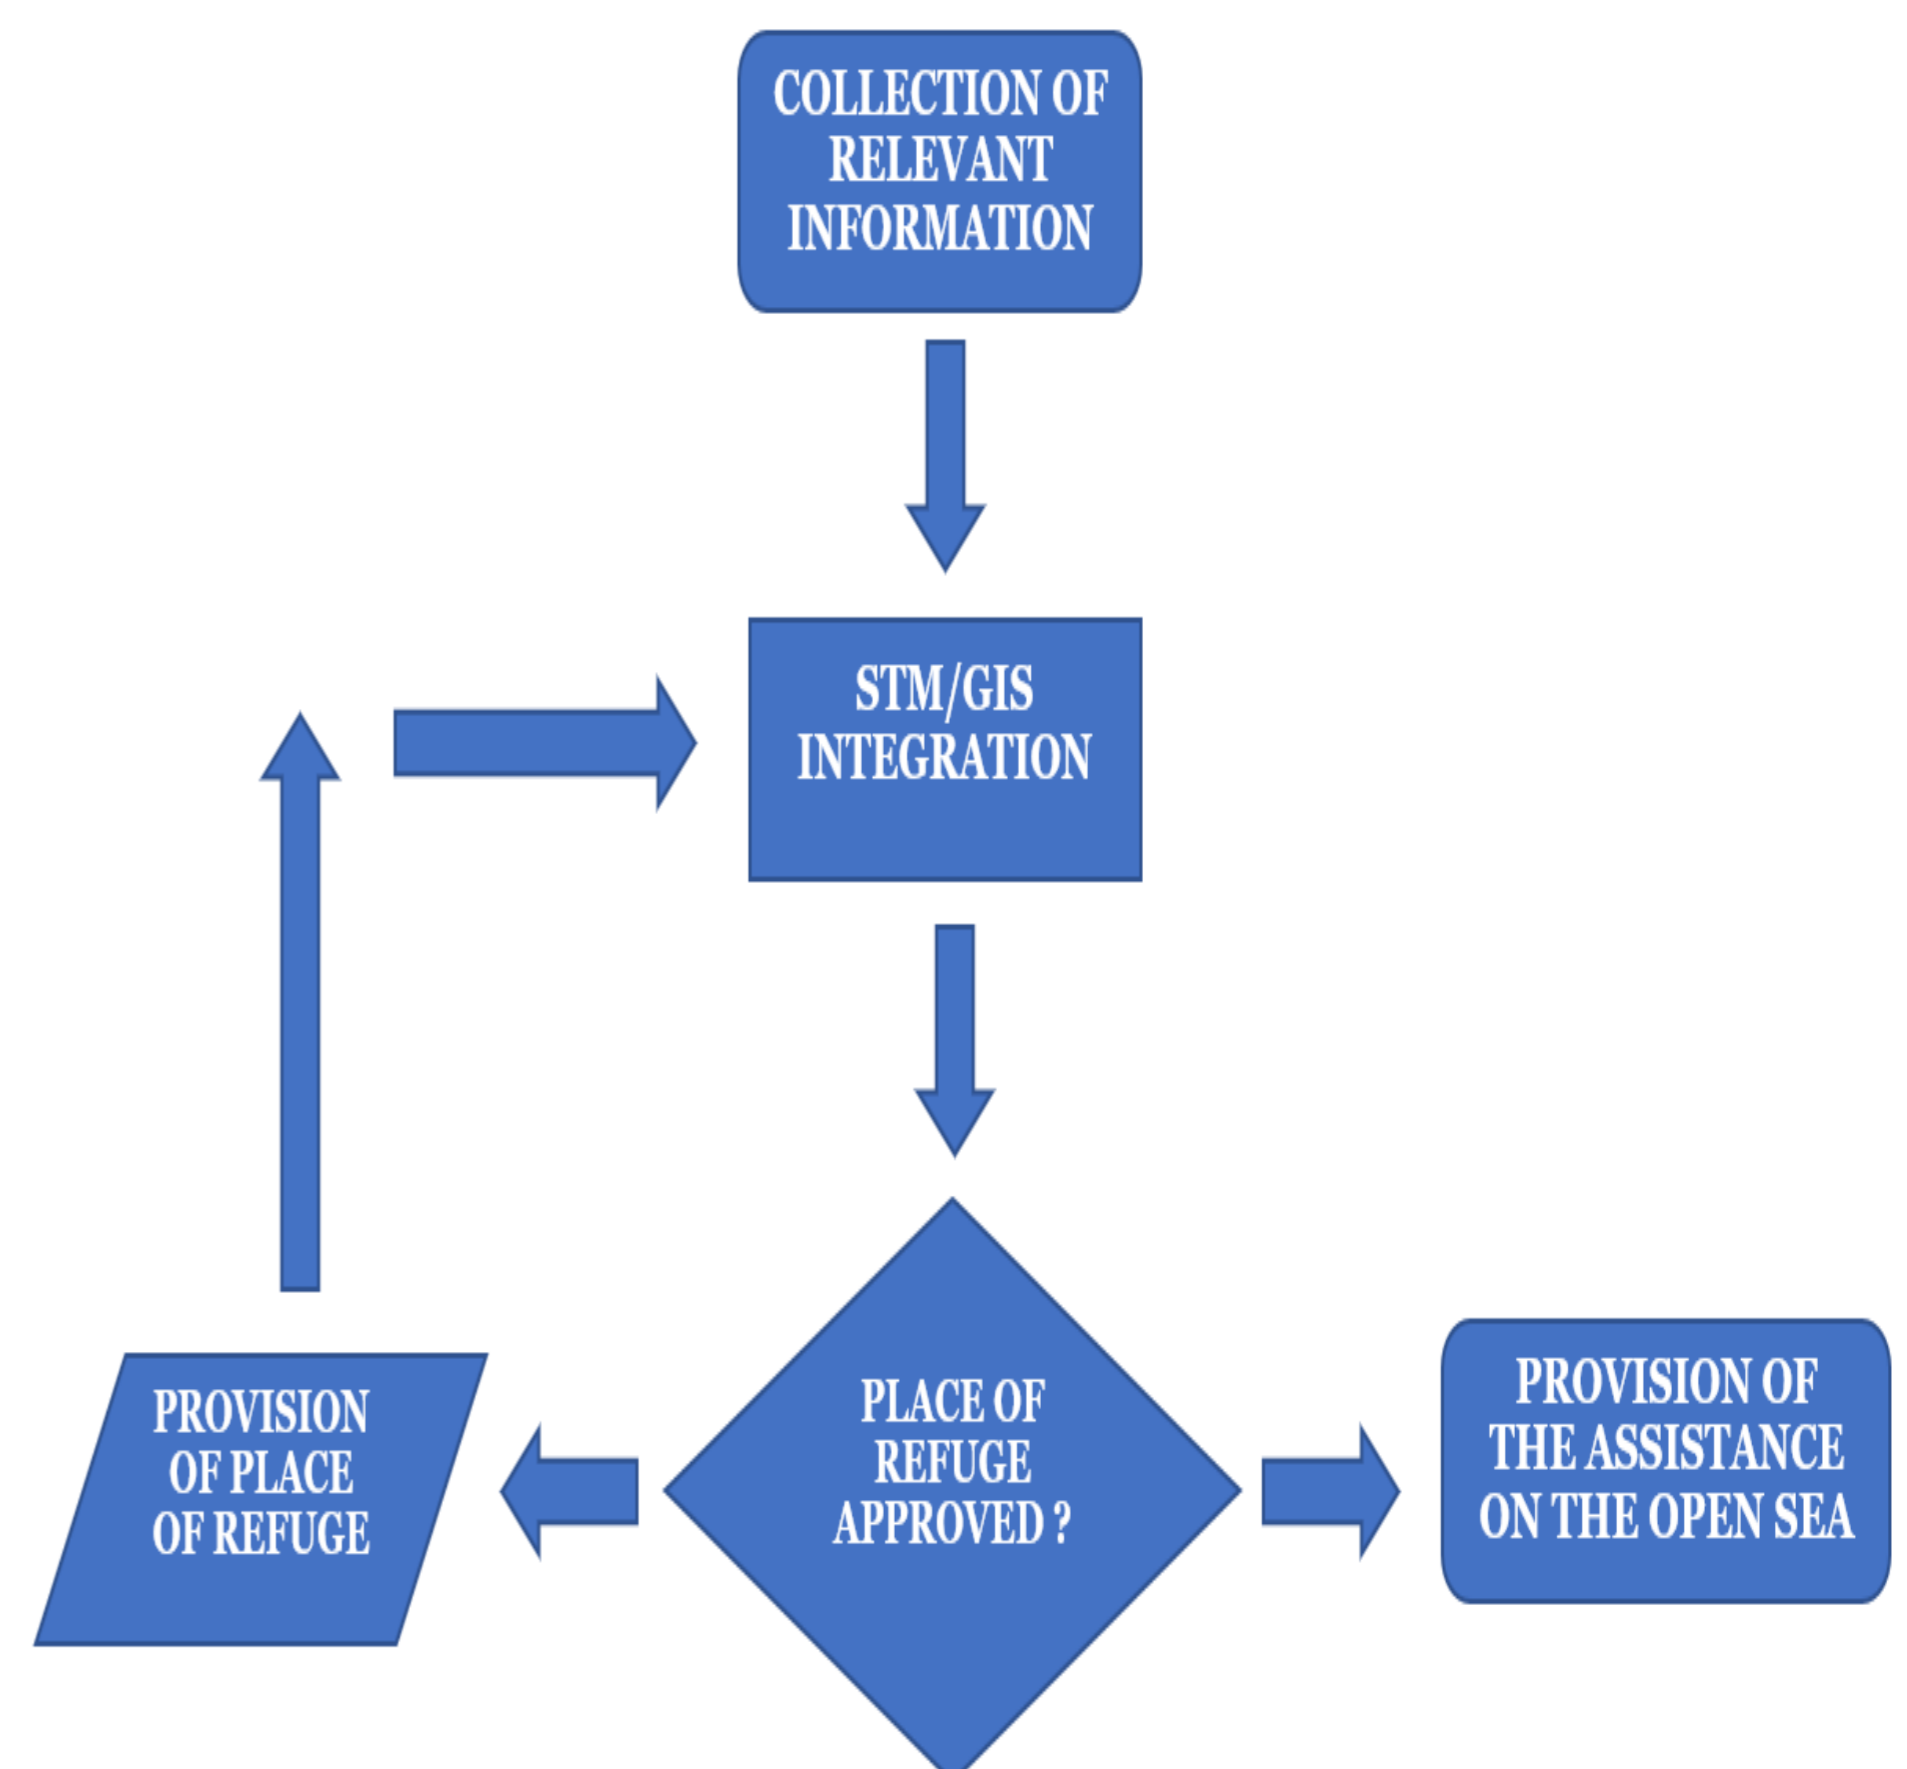 COLLECTION OF
RELEVANT
INFORMATION
STM/GIS
INTEGRATION
PLACE OF
REFUGE
APPROVED ?
PROVISION
OF PLACE
OF REFUGE
PROVISION OF
THE ASSISTANCE
ON THE OPEN SEA